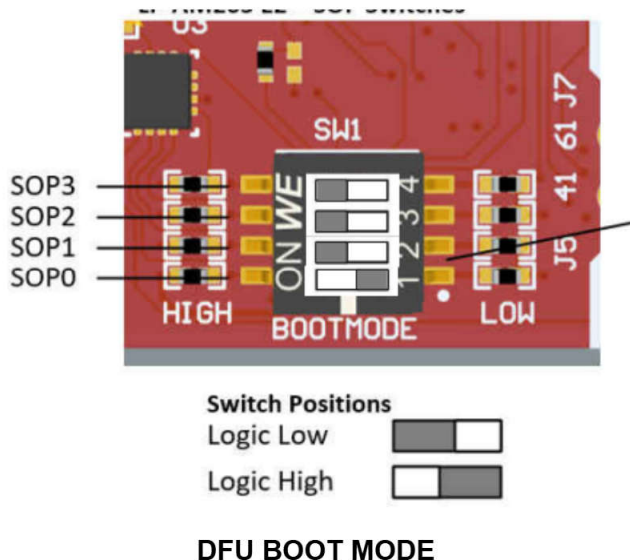 U3
SW1
J7
61
41
J5
SOP3
SOP2
SOP1
SOP0
ON WE
4
3
2
1
HIGH
LOW
BOOTMODE
Switch Positions
Logic Low
Logic High
DFU BOOT MODE